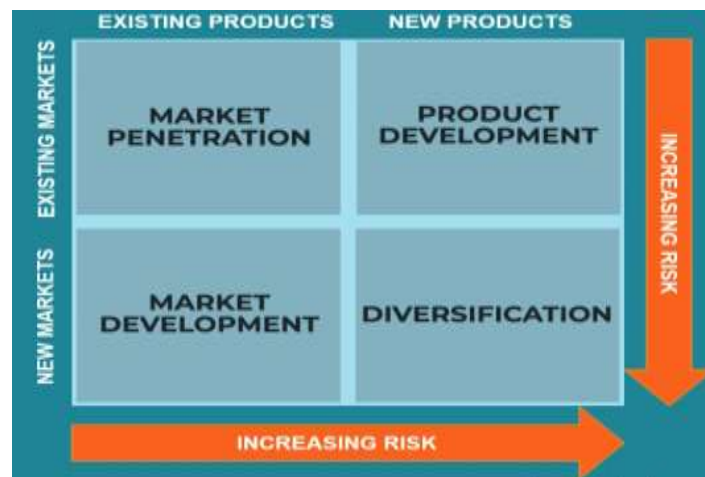 EXISTING PRODUCTS
NEW PRODUCTS
EXISTING MARKETS
MARKET
PENETRATION
PRODUCT
DEVELOPMENT
INCREASING RISK
NEW MARKETS
MARKET
DEVELOPMENT
DIVERSIFICATION
INCREASING RISK